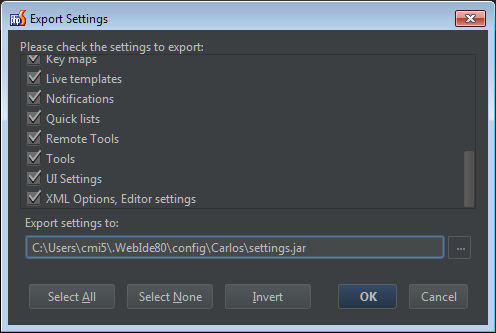 Export Settings
Please check the settings to export:
Key maps
Live templates
Notifications
Quick lists
Remote Tools
Tools
UI Settings
XML Options, Editor settings
Export settings to:
C:\Users\cmi5\.WebIde80\config\Carlos\settings.jar
...
Select All
Select None
Invert
OK
Cancel